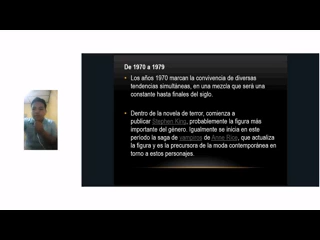 De 1970 a 1979
Los años 1970 marcan la convivencia de diversas
tendencias simultáneas, en una mezcla que será una
constante hasta finales del siglo.
Dentro de la novela de terror, comienza a
publicar Stephen King, probablemente la figura más
importante del género. Igualmente se inicia en este
período la saga de vampiros de Anne Rice, que actualiza
la figura y es la precursora de la moda contemporánea en
torno a estos personajes.